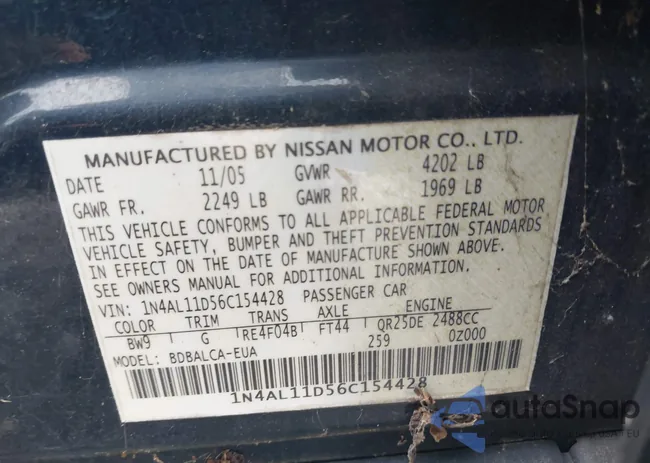 MANUFACTURED BY NISSAN MOTOR CO., LTD.
DATE 11/05 GVWR 4202 LB
GAWR FR. 2249 LB GAWR RR. 1969 LB
THIS VEHICLE CONFORMS TO ALL APPLICABLE FEDERAL MOTOR
VEHICLE SAFETY, BUMPER AND THEFT PREVENTION STANDARDS
IN EFFECT ON THE DATE OF MANUFACTURE SHOWN ABOVE.
SEE OWNERS MANUAL FOR ADDITIONAL INFORMATION.
VIN: 1N4AL11D56C154428 PASSENGER CAR
COLOR TRIM TRANS AXLE ENGINE
BW9 G RE4F04B FT44 QR25DE 2488CC
MODEL: BDBALCA-EUA 259 0Z000
1N4AL11D56C154428
autoSnap